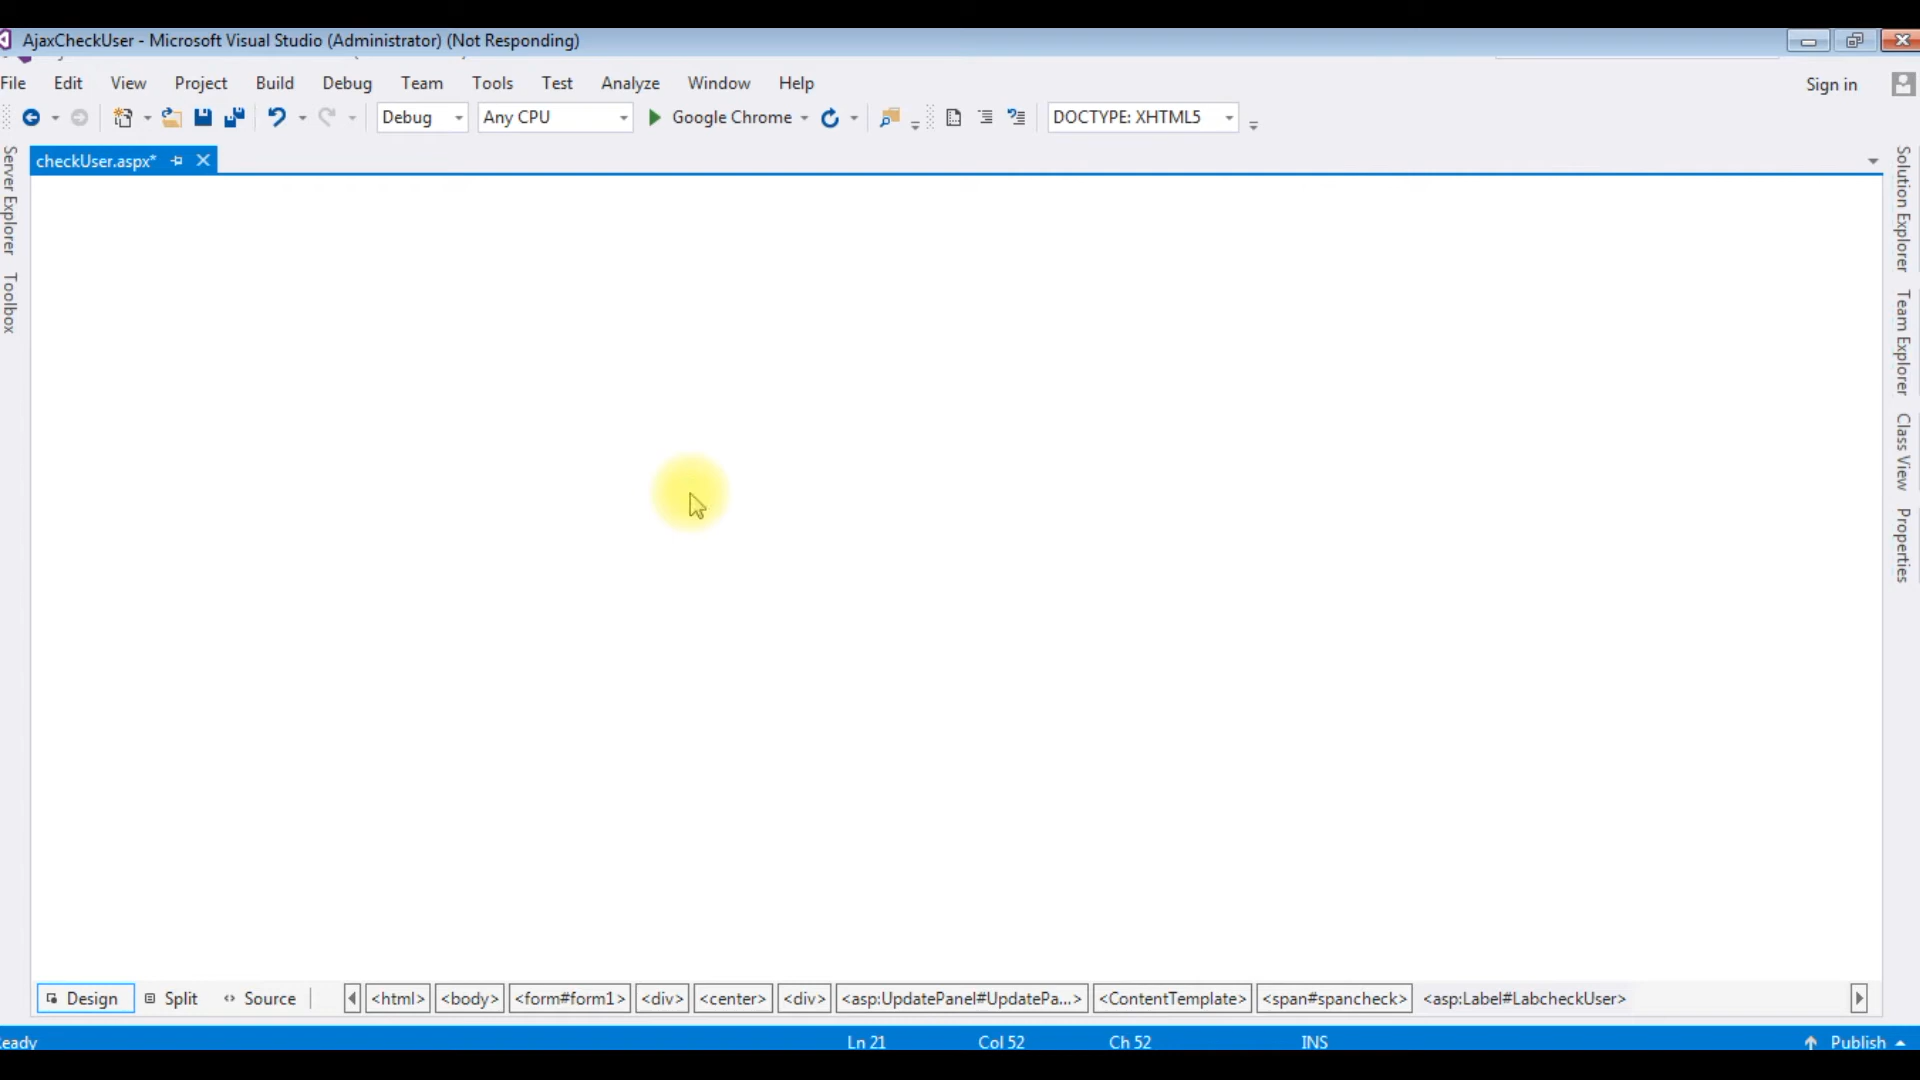 AjaxCheckUser - Microsoft Visual Studio (Administrator) (Not Responding)
File Edit View Project Build Debug Team Tools Test Analyze Window Help Sign in
Debug Any CPU Google Chrome DOCTYPE: XHTML5
checkUser.aspx*
Server Explorer
Toolbox
Solution Explorer
Team Explorer
Class View
Properties
Design Split Source <html> <body> <form#form1> <div> <center> <div> <asp:UpdatePanel#UpdatePa...> <ContentTemplate> <span#spancheck> <asp:Label#LabcheckUser>
eady Ln 21 Col 52 Ch 52 INS Publish